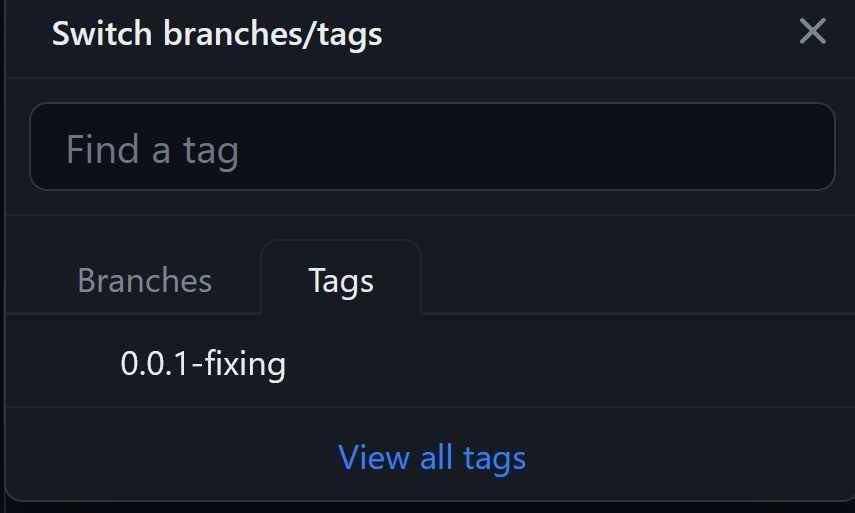 Switch branches/tags
Find a tag
Branches
Tags
0.0.1-fixing
View all tags